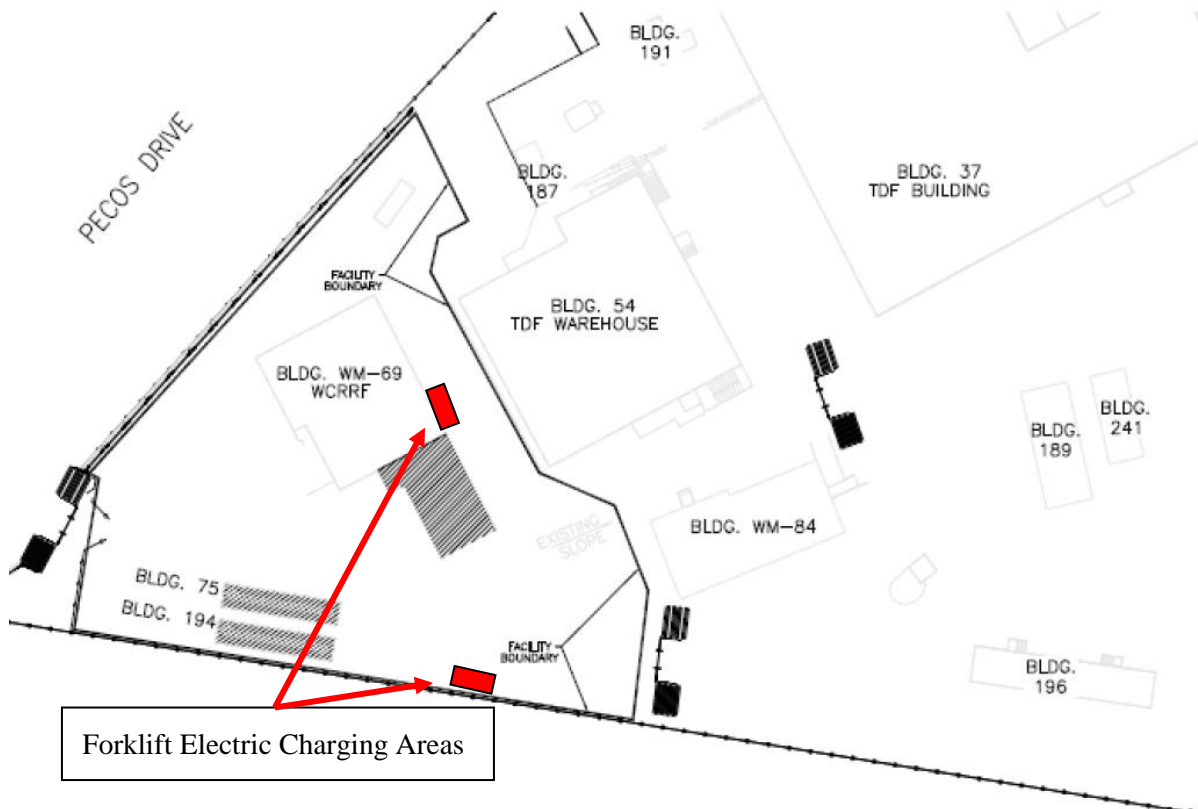 BLDG.
191
PECOS DRIVE
BLDG.
187
BLDG. 37
TDF BUILDING
FACILITY
BOUNDARY
BLDG. 54
TDF WAREHOUSE
BLDG. WM-69
WCRRF
BLDG.
189
BLDG.
241
EXISTING
SLOPE
BLDG. WM-84
BLDG. 75
BLDG. 194
FACILITY
BOUNDARY
BLDG.
196
Forklift Electric Charging Areas